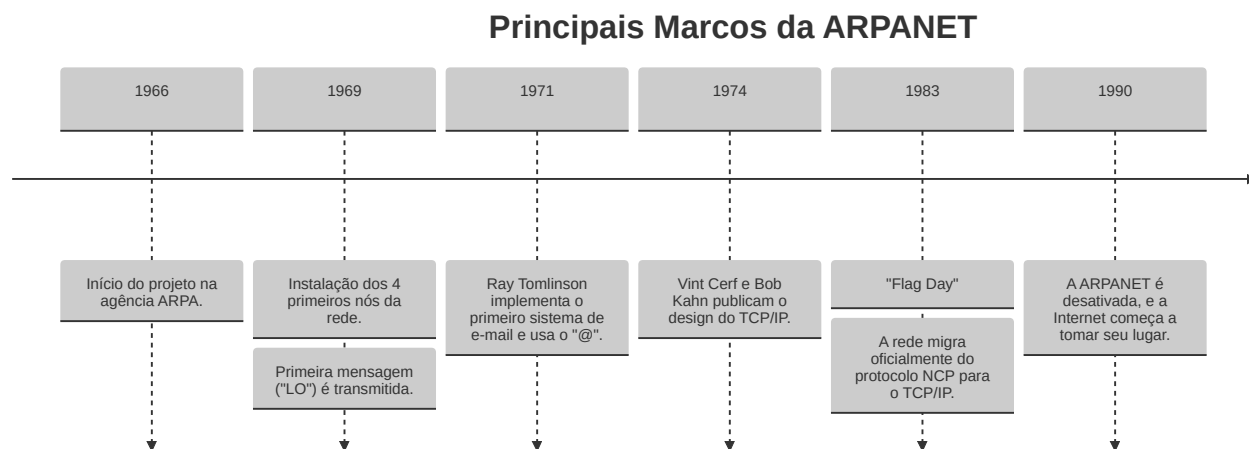 Principais Marcos da ARPANET
1966
1969
1971
1974
1983
1990
Início do projeto na
agência ARPA.
Instalação dos 4
primeiros nós da
rede.
Primeira mensagem
("LO") é transmitida.
Ray Tomlinson
implementa o
primeiro sistema de
e-mail e usa o "@".
Vint Cerf e Bob
Kahn publicam o
design do TCP/IP.
"Flag Day"
A rede migra
oficialmente do
protocolo NCP para
o TCP/IP.
A ARPANET é
desativada, e a
Internet começa a
tomar seu lugar.